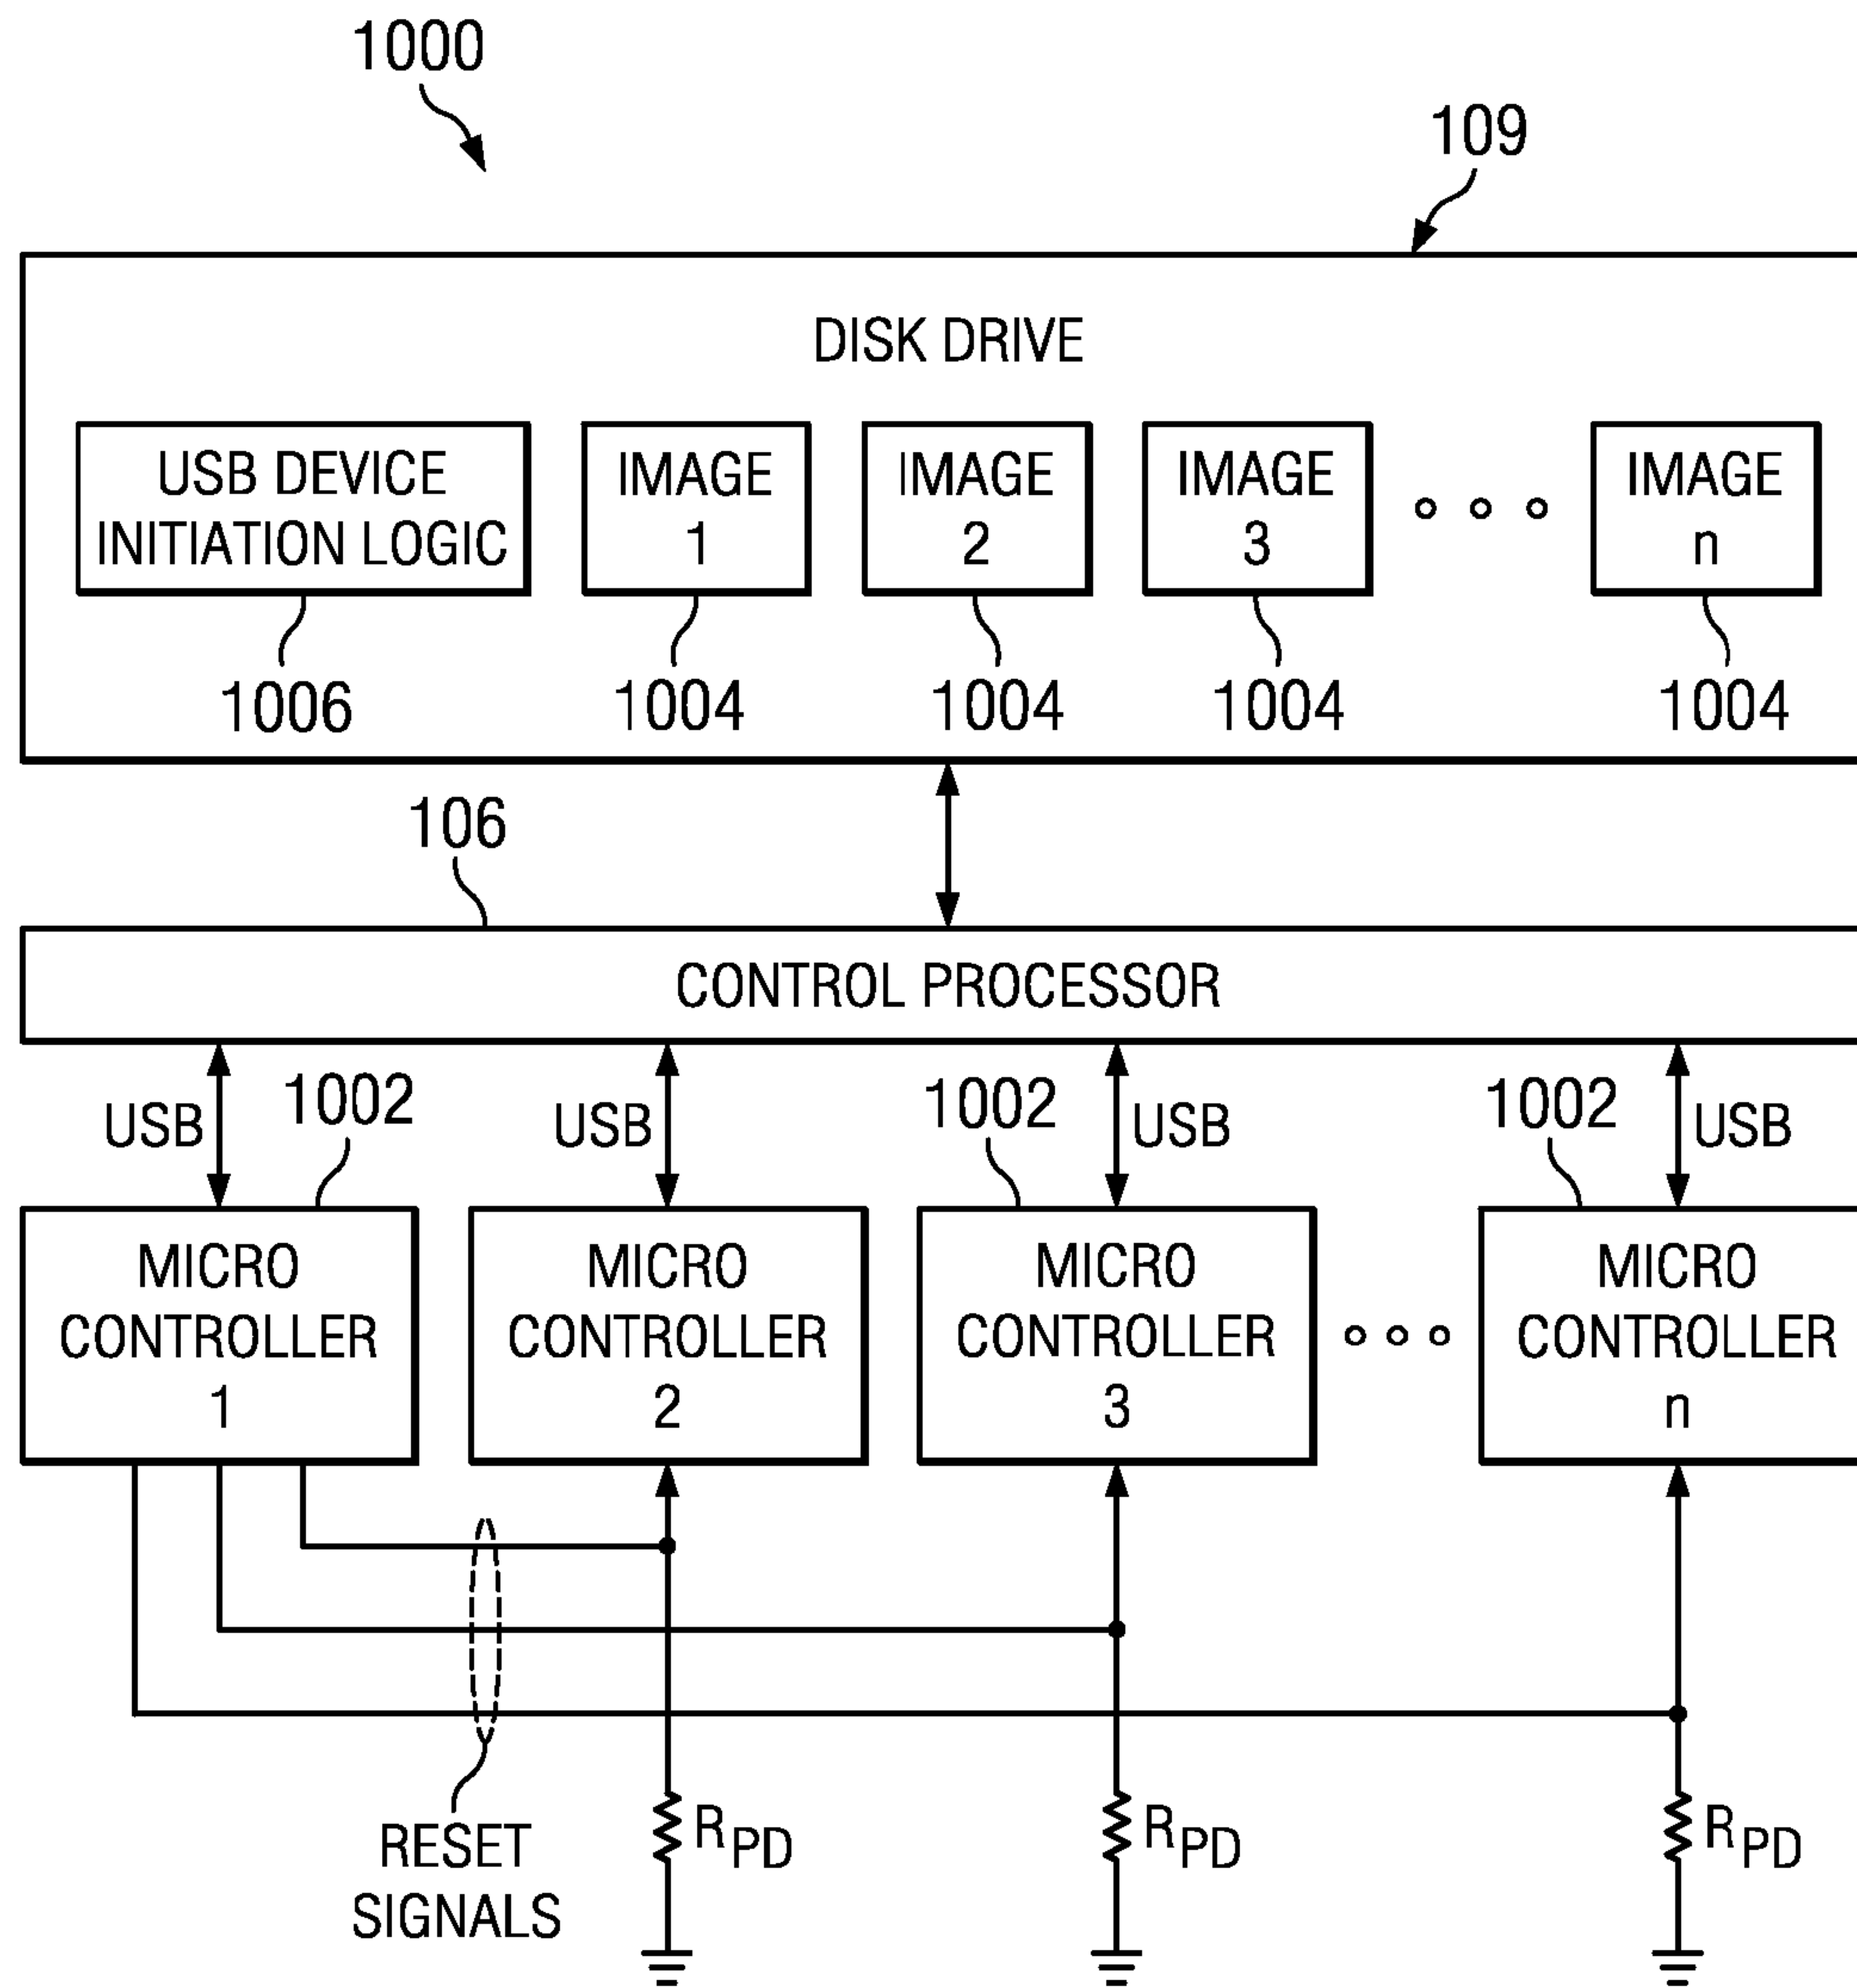 1000
109
DISK DRIVE
USB DEVICE
INITIATION LOGIC
IMAGE
1
IMAGE
2
IMAGE
3
IMAGE
n
1006
1004
1004
1004
1004
106
CONTROL PROCESSOR
USB
1002
USB
1002
USB
1002
USB
MICRO
CONTROLLER
1
MICRO
CONTROLLER
2
MICRO
CONTROLLER
3
MICRO
CONTROLLER
n
RESET
SIGNALS
RPD
RPD
RPD